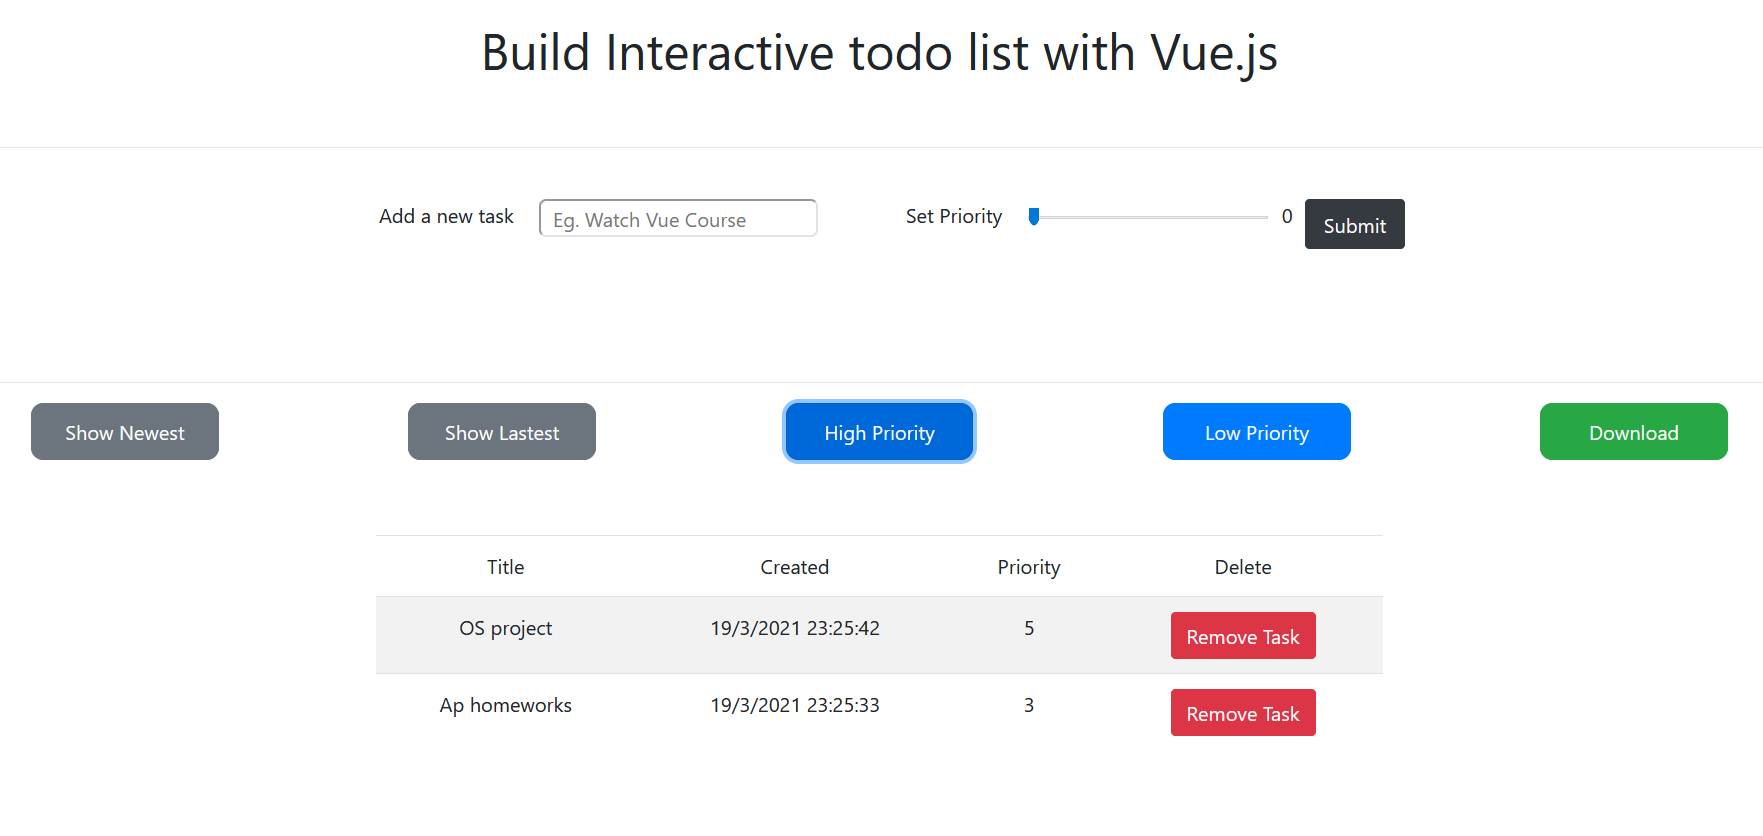 Build Interactive todo list with Vue.js
Add a new task Eg. Watch Vue Course Set Priority 0 Submit
Show Newest Show Lastest High Priority Low Priority Download
Title Created Priority Delete
OS project 19/3/2021 23:25:42 5 Remove Task
Ap homeworks 19/3/2021 23:25:33 3 Remove Task